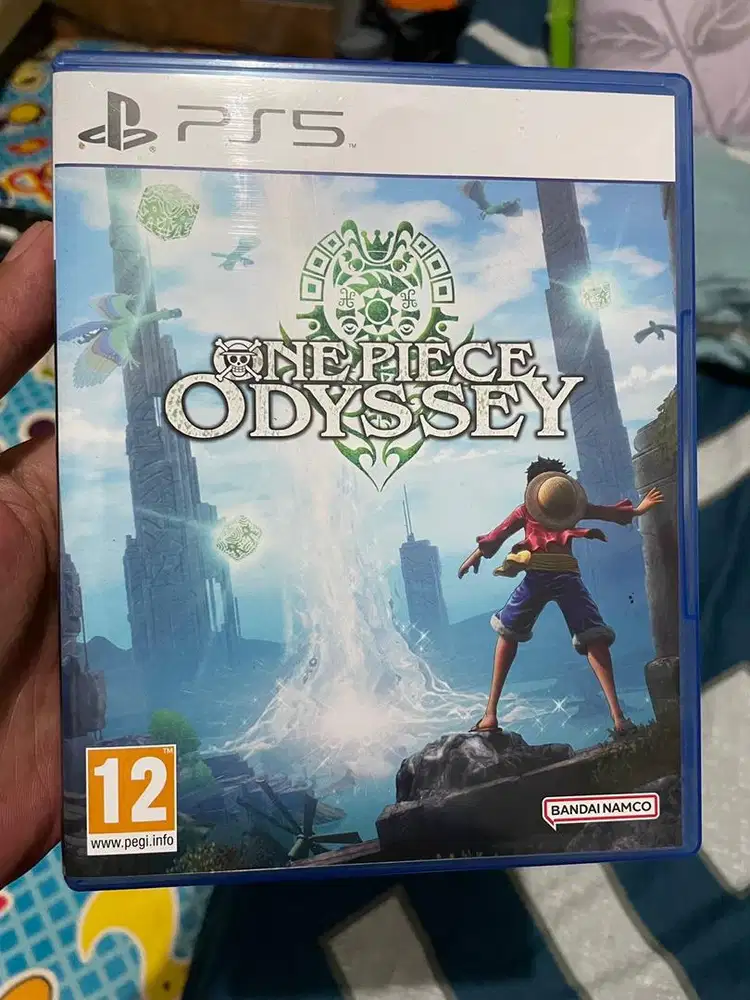 PS5
ONE PIECE
ODYSSEY
12
www.pegi.info
BANDAI NAMCO